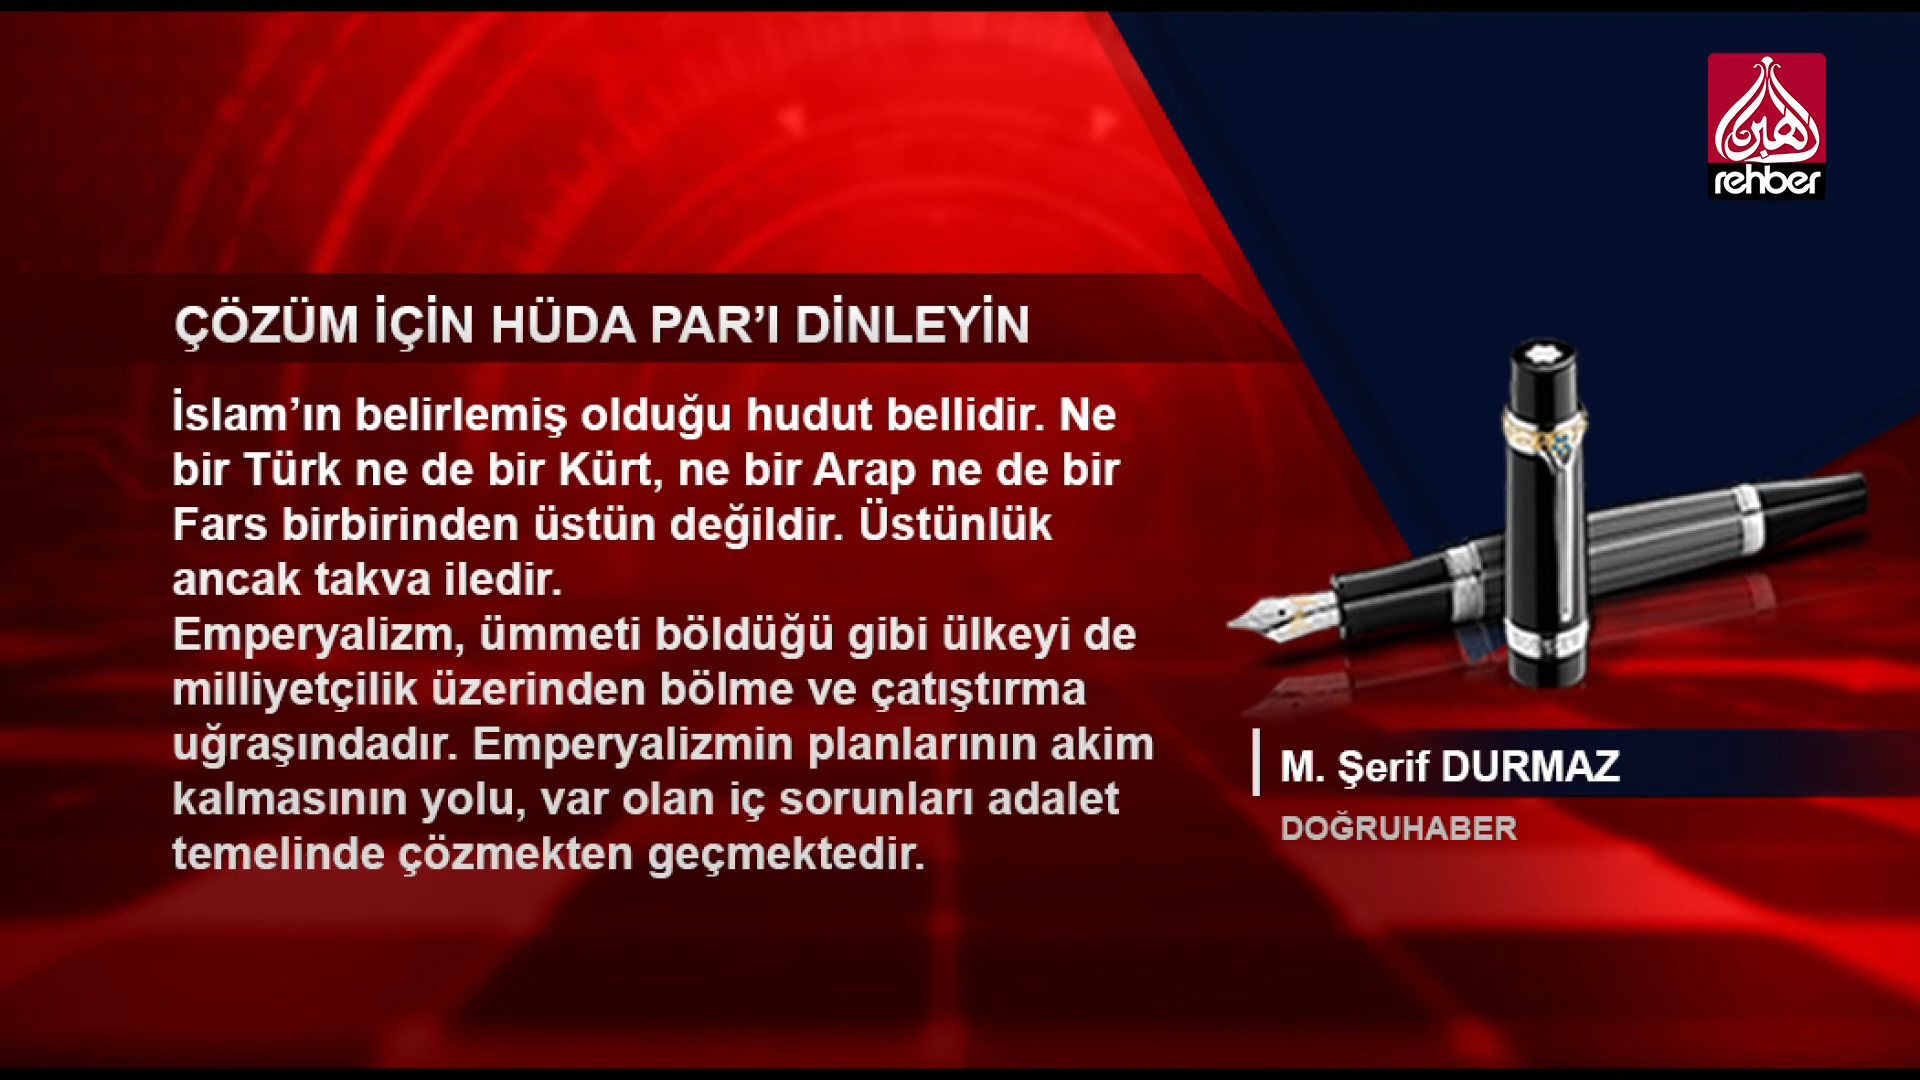 رهبر
rehber
ÇÖZÜM İÇİN HÜDA PAR’I DİNLEYİN
İslam’ın belirlemiş olduğu hudut bellidir. Ne
bir Türk ne de bir Kürt, ne bir Arap ne de bir
Fars birbirinden üstün değildir. Üstünlük
ancak takva iledir.
Emperyalizm, ümmeti böldüğü gibi ülkeyi de
milliyetçilik üzerinden bölme ve çatıştırma
uğraşındadır. Emperyalizmin planlarının akim
kalmasının yolu, var olan iç sorunları adalet
temelinde çözmekten geçmektedir.
M. Şerif DURMAZ
DOĞRUHABER